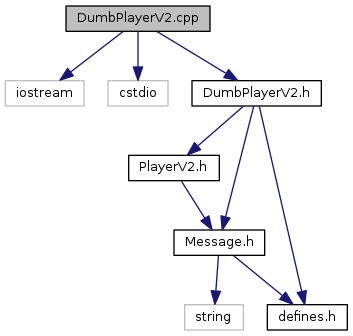 DumbPlayerV2.cpp
iostream
cstdio
DumbPlayerV2.h
PlayerV2.h
Message.h
string
defines.h